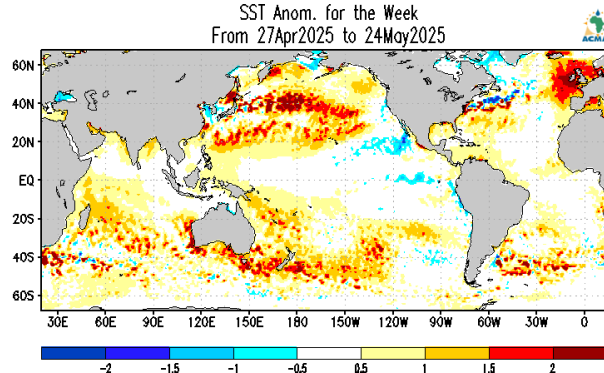 SST Anom. for the Week
From 27Apr2025 to 24May2025
60N
40N
20N
EQ
20S
40S
60S
30E 60E 90E 120E 150E 180 150W 120W 90W 60W 30W 0
-2 -1.5 -1 -0.5 0.5 1 1.5 2